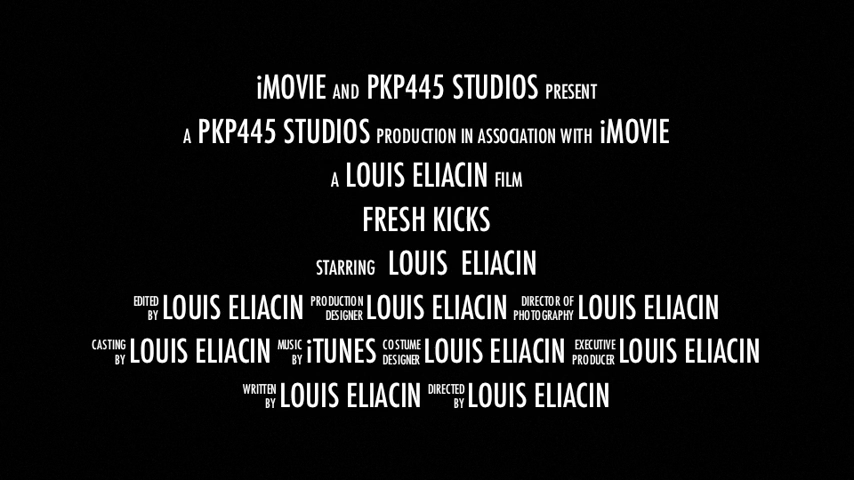 iMOVIE AND PKP445 STUDIOS PRESENT
A PKP445 STUDIOS PRODUCTION IN ASSOCIATION WITH iMOVIE
A LOUIS ELIACIN FILM
FRESH KICKS
STARRING LOUIS ELIACIN
EDITED BY LOUIS ELIACIN PRODUCTION DESIGNER LOUIS ELIACIN DIRECTOR OF PHOTOGRAPHY LOUIS ELIACIN
CASTING BY LOUIS ELIACIN MUSIC BY iTUNES COSTUME DESIGNER LOUIS ELIACIN EXECUTIVE PRODUCER LOUIS ELIACIN
WRITTEN BY LOUIS ELIACIN DIRECTED BY LOUIS ELIACIN